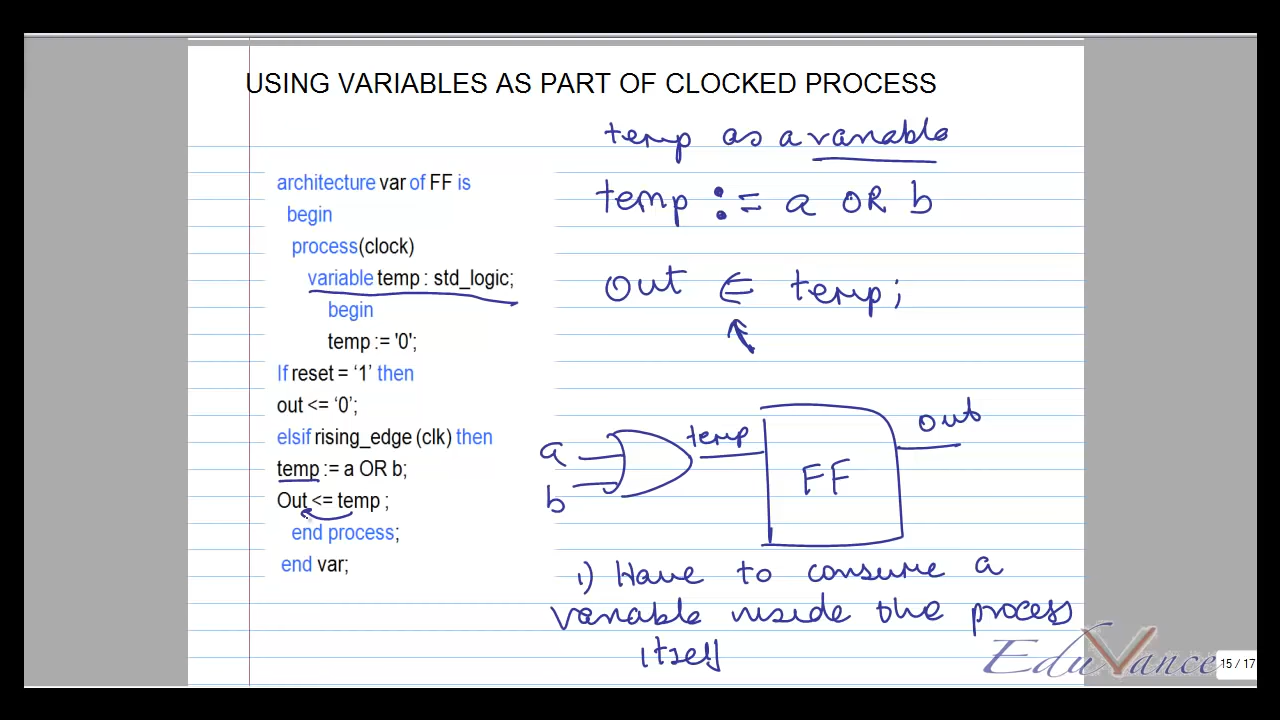 USING VARIABLES AS PART OF CLOCKED PROCESS
architecture var of FF is
begin
process(clock)
variable temp : std_logic;
begin
temp := '0';
If reset = ‘1’ then
out <= ‘0’;
elsif rising_edge (clk) then
temp := a OR b;
Out <= temp ;
end process;
end var;
temp as a variable
temp := a OR b
out <= temp;
a
b
temp
FF
out
1) Have to consume a
variable inside the process
itself
EduVance
15 / 17